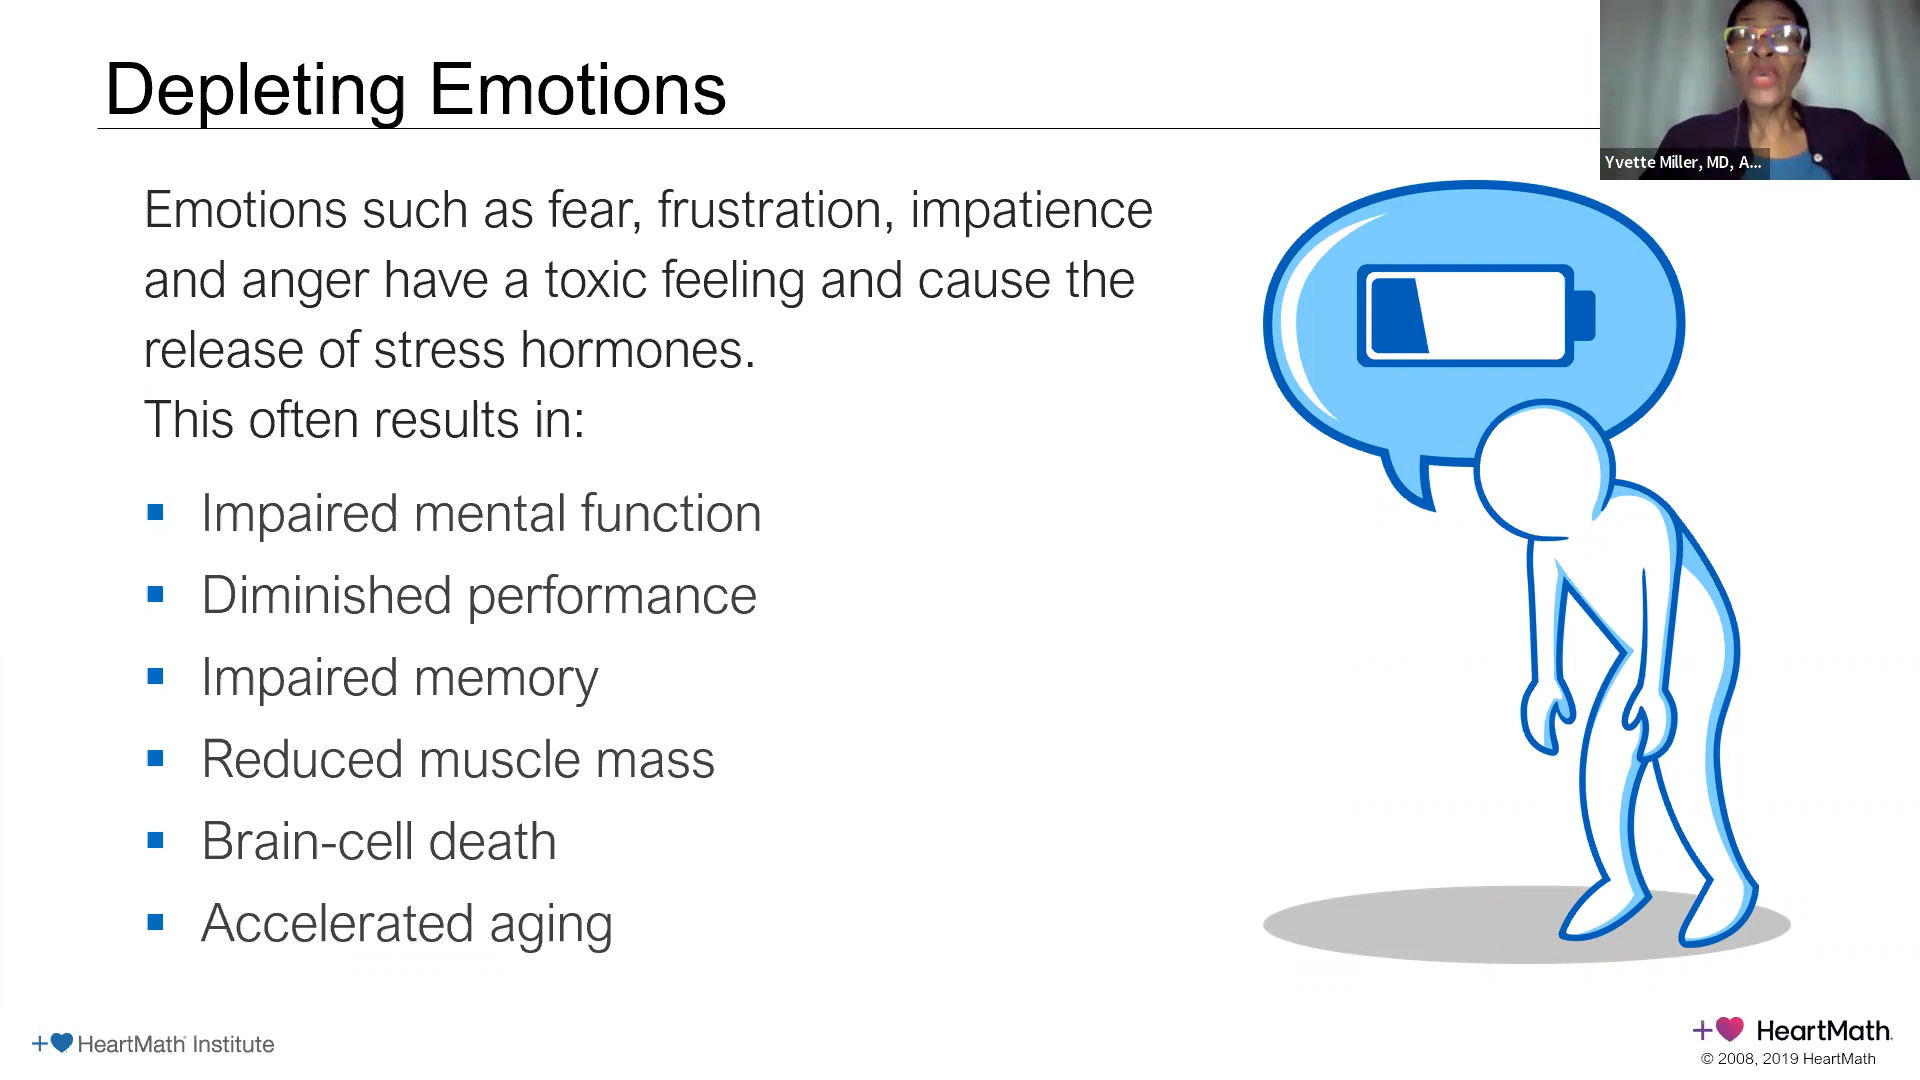 Depleting Emotions
Yvette Miller, MD, A...
Emotions such as fear, frustration, impatience
and anger have a toxic feeling and cause the
release of stress hormones.
This often results in:
▪ Impaired mental function
▪ Diminished performance
▪ Impaired memory
▪ Reduced muscle mass
▪ Brain-cell death
▪ Accelerated aging
HeartMath Institute
HeartMath
© 2008, 2019 HeartMath